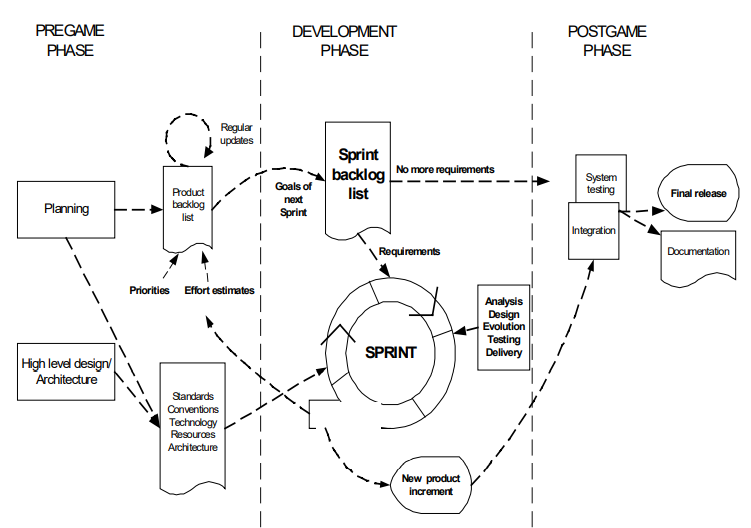 PREGAME
PHASE
DEVELOPMENT
PHASE
POSTGAME
PHASE
Regular
updates
Planning
Product
backlog
list
Goals of
next
Sprint
Sprint
backlog
list
No more requirements
System
testing
Integration
Final release
Documentation
Priorities
Effort estimates
Requirements
High level design/
Architecture
Standards
Conventions
Technology
Resources
Architecture
SPRINT
Analysis
Design
Evolution
Testing
Delivery
New product
increment